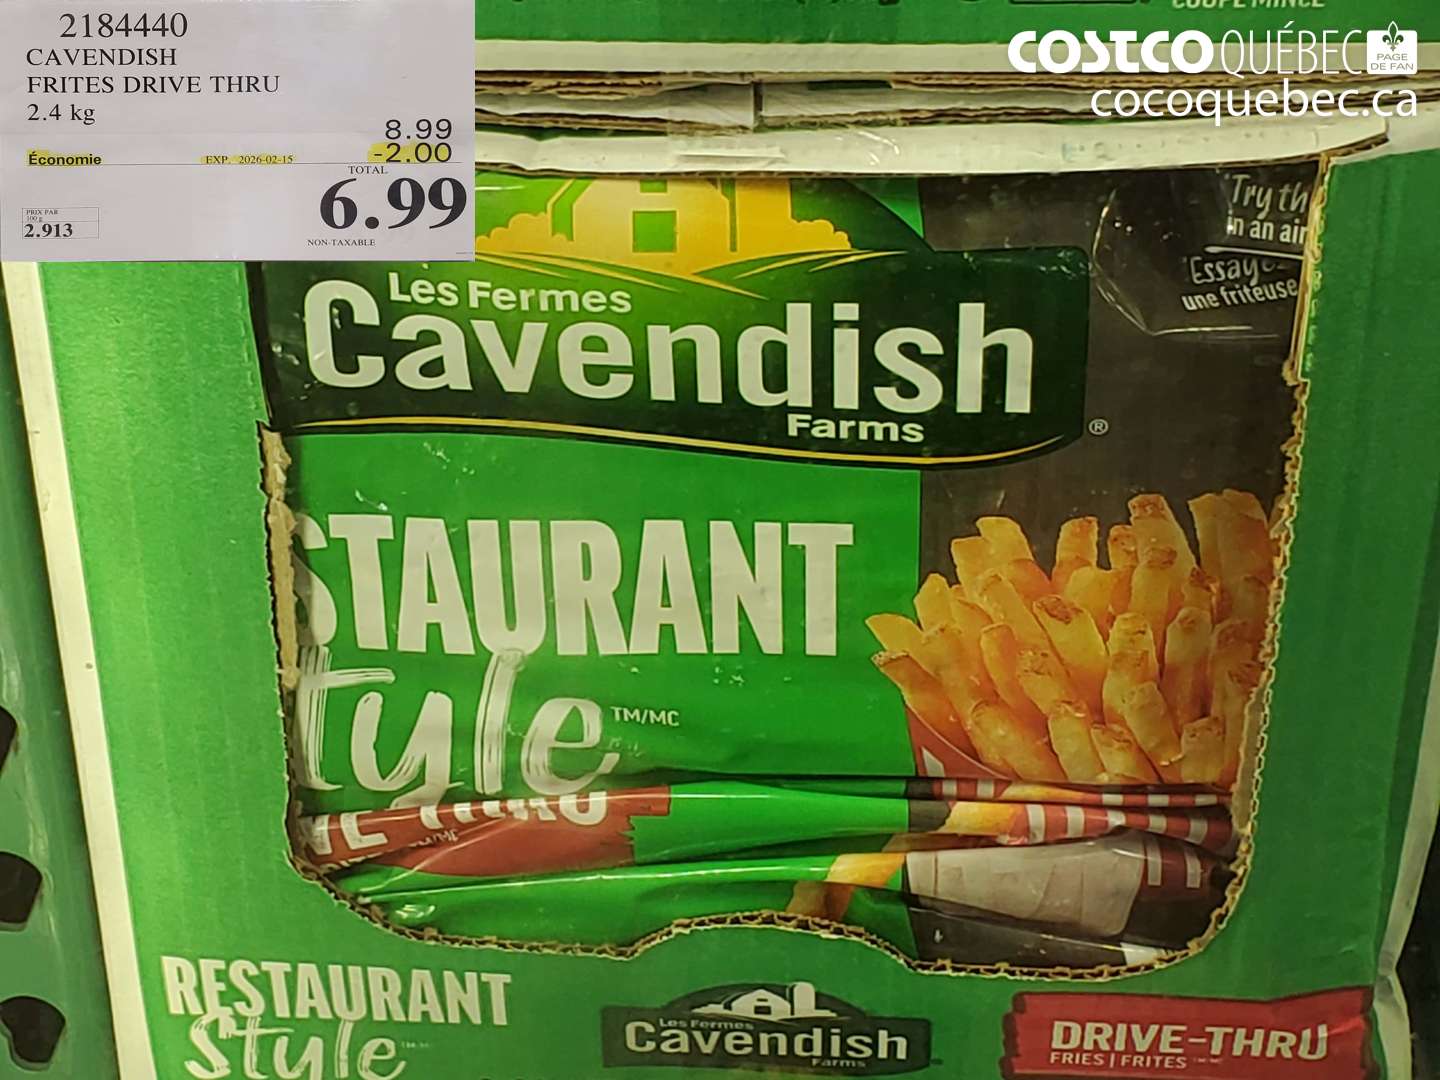 COUPE MINCE
2184440
CAVENDISH
FRITES DRIVE THRU
2.4 kg
8.99
Économie EXP. 2026-02-15 -2.00
TOTAL
6.99
PRIX PAR
100 g
2.913
NON-TAXABLE
COSTCO QUÉBEC PAGE DE FAN
cocoquebec.ca
Try th
in an air
Essaye
une friteuse
Les Fermes
Cavendish
Farms ®
STAURANT
tyle TM/MC
RESTAURANT
Style
Les Fermes
Cavendish
Farms
DRIVE-THRU
FRIES | FRITES